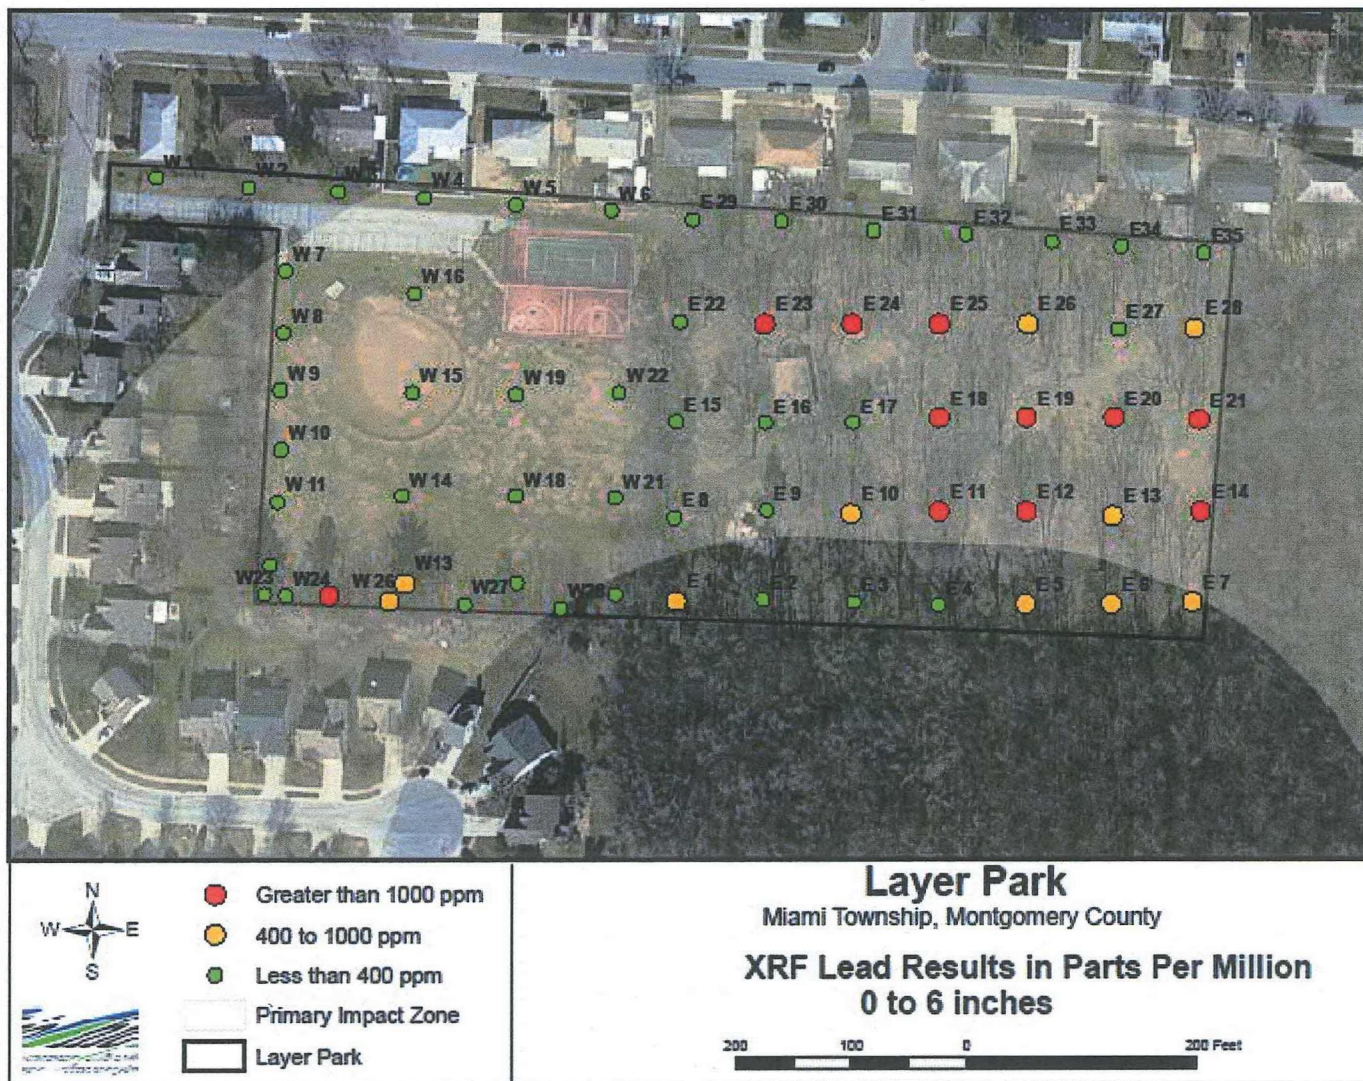 W 1
W 2
W 4
W 5
W 6
E 29
E 30
E 31
E 32
E 33
E34
E35
W 7
W 16
W 8
E 22
E 23
E 24
E 25
E 26
E 27
E 28
W 9
W 15
W 19
W 22
E 15
E 16
E 17
E 18
E 19
E 20
E 21
W 10
W 11
W 14
W 18
W 21
E 8
E 9
E 10
E 11
E 12
E 13
E 14
W23
W24
W 26
W13
W27
W28
E 1
E 2
E 3
E 4
E 5
E 6
E 7
N
W E
S
Greater than 1000 ppm
400 to 1000 ppm
Less than 400 ppm
Primary Impact Zone
Layer Park
Layer Park
Miami Township, Montgomery County
XRF Lead Results in Parts Per Million
0 to 6 inches
200 100 0 200 Feet